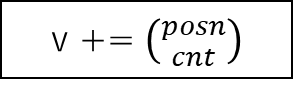 v += (posn
cnt)